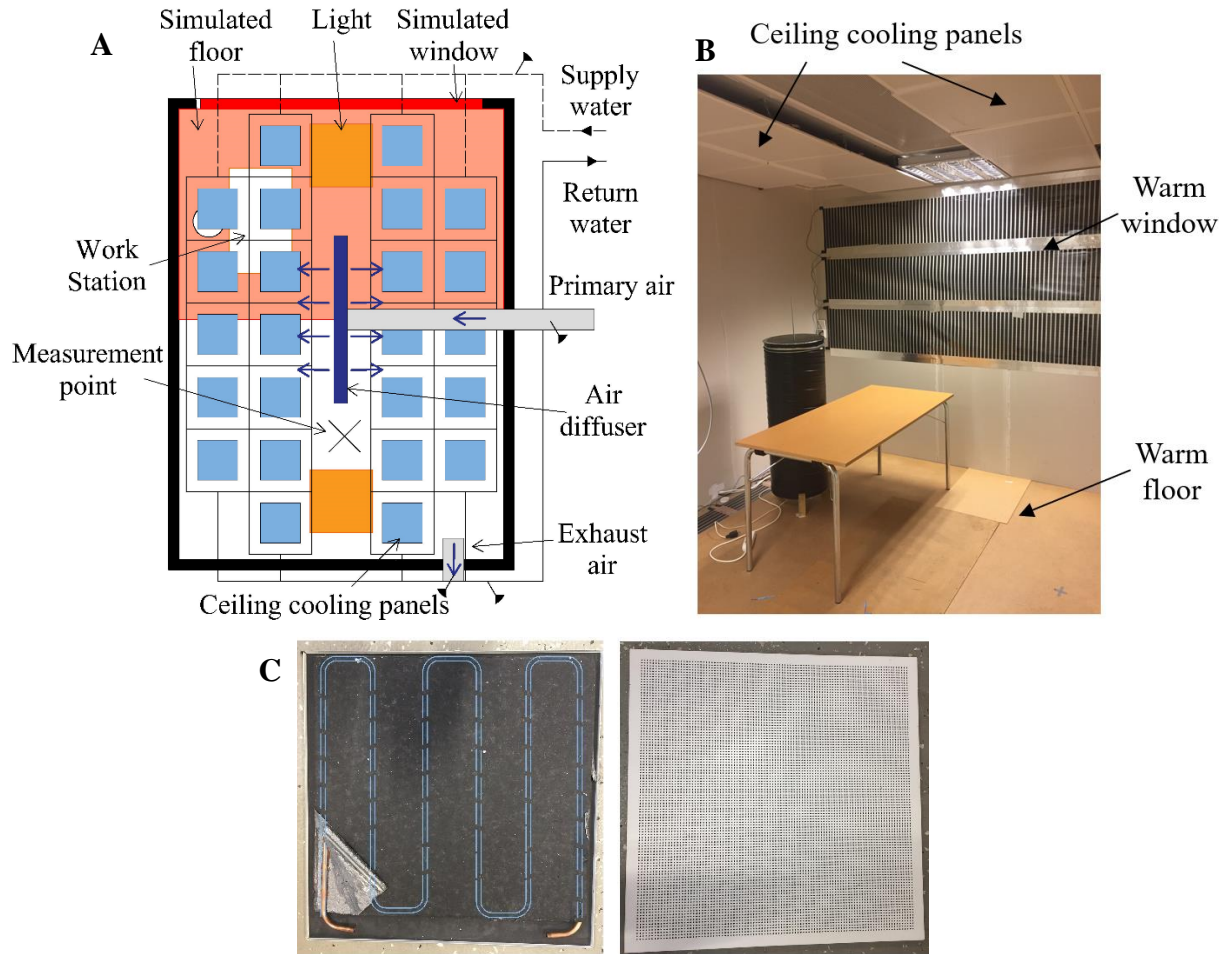 A
Simulated
floor
Light
Simulated
window
Supply
water
Return
water
Work
Station
Primary air
Measurement
point
Air
diffuser
Exhaust
air
Ceiling cooling panels
B
Ceiling cooling panels
Warm
window
Warm
floor
C